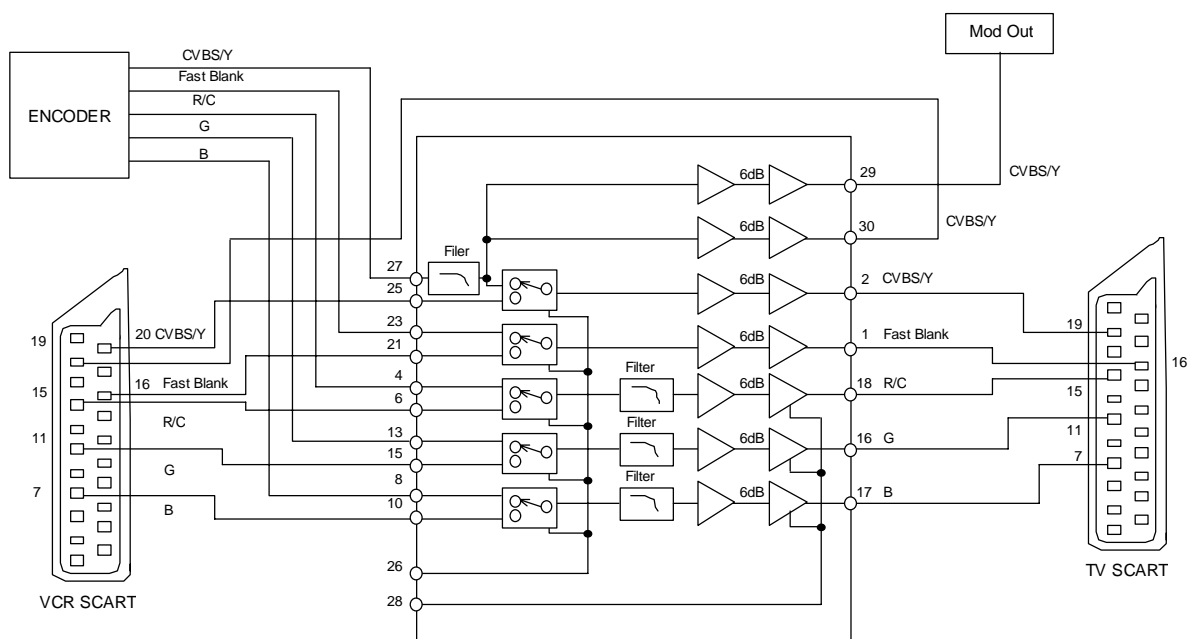 Mod Out
CVBS/Y
Fast Blank
R/C
G
B
ENCODER
6dB
29
CVBS/Y
6dB
30
CVBS/Y
Filer
27
25
6dB
2
CVBS/Y
23
21
6dB
1
Fast Blank
4
6
Filter
6dB
18
R/C
13
15
Filter
6dB
16
G
8
10
Filter
6dB
17
B
26
28
19
20 CVBS/Y
15
16
Fast Blank
R/C
11
G
7
B
VCR SCART
19
16
15
11
7
TV SCART